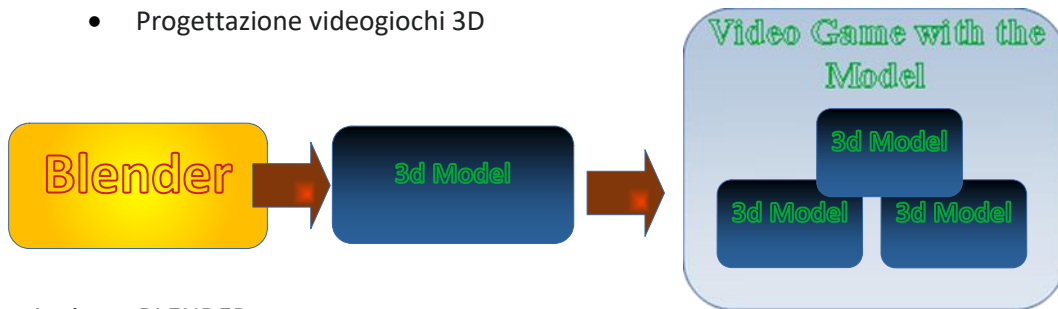 • Progettazione videogiochi 3D
Video Game with the
Model
Blender
3d Model
3d Model
3d Model
3d Model